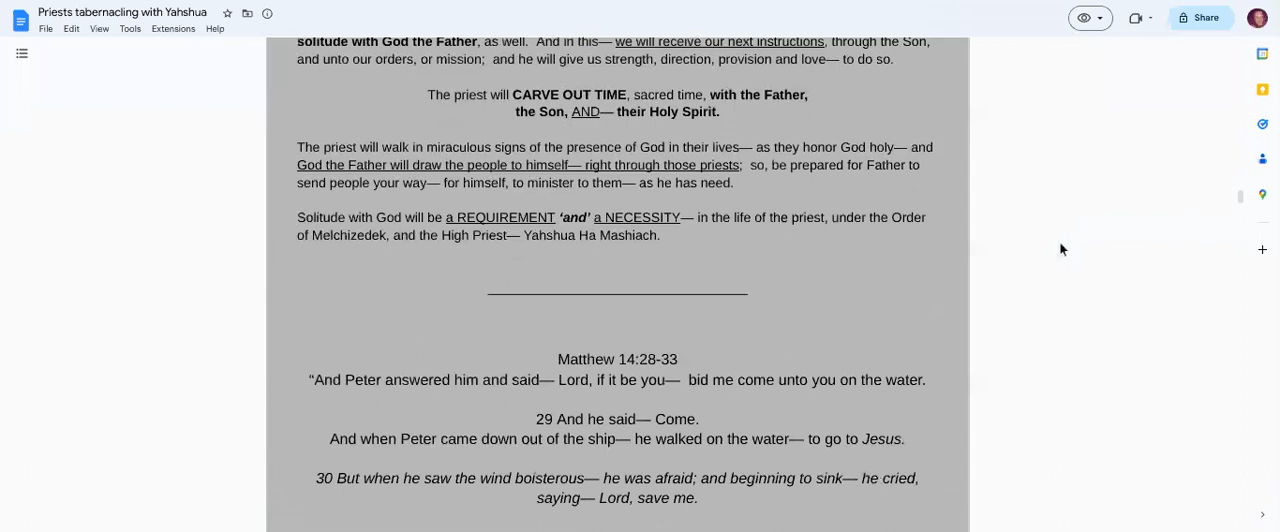 Priests tabernacling with Yahshua
File Edit View Tools Extensions Help
Share
solitude with God the Father, as well. And in this— we will receive our next instructions, through the Son,
and unto our orders, or mission; and he will give us strength, direction, provision and love— to do so.
The priest will CARVE OUT TIME, sacred time, with the Father,
the Son, AND— their Holy Spirit.
The priest will walk in miraculous signs of the presence of God in their lives— as they honor God holy— and
God the Father will draw the people to himself— right through those priests; so, be prepared for Father to
send people your way— for himself, to minister to them— as he has need.
Solitude with God will be a REQUIREMENT ‘and’ a NECESSITY— in the life of the priest, under the Order
of Melchizedek, and the High Priest— Yahshua Ha Mashiach.
Matthew 14:28-33
“And Peter answered him and said— Lord, if it be you— bid me come unto you on the water.
29 And he said— Come.
And when Peter came down out of the ship— he walked on the water— to go to Jesus.
30 But when he saw the wind boisterous— he was afraid; and beginning to sink— he cried,
saying— Lord, save me.